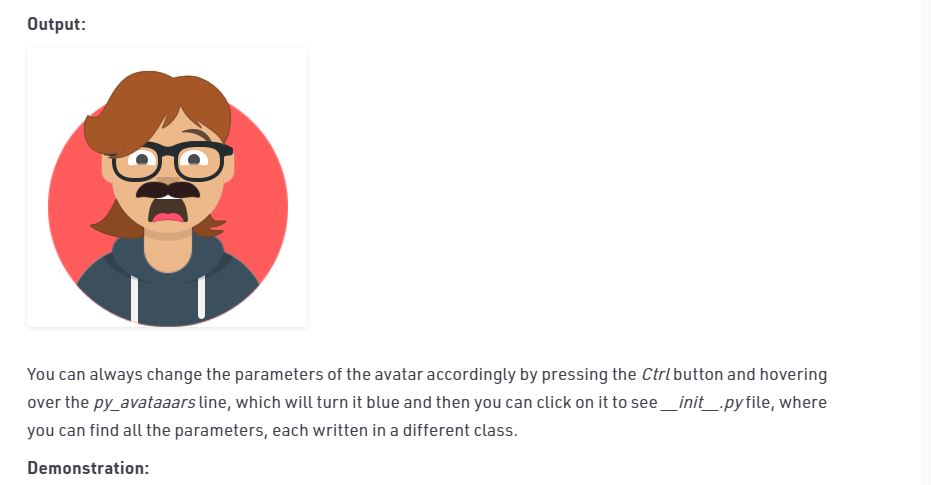 Output:
You can always change the parameters of the avatar accordingly by pressing the Ctrl button and hovering
over the py_avataaars line, which will turn it blue and then you can click on it to see __init__.py file, where
you can find all the parameters, each written in a different class.
Demonstration: